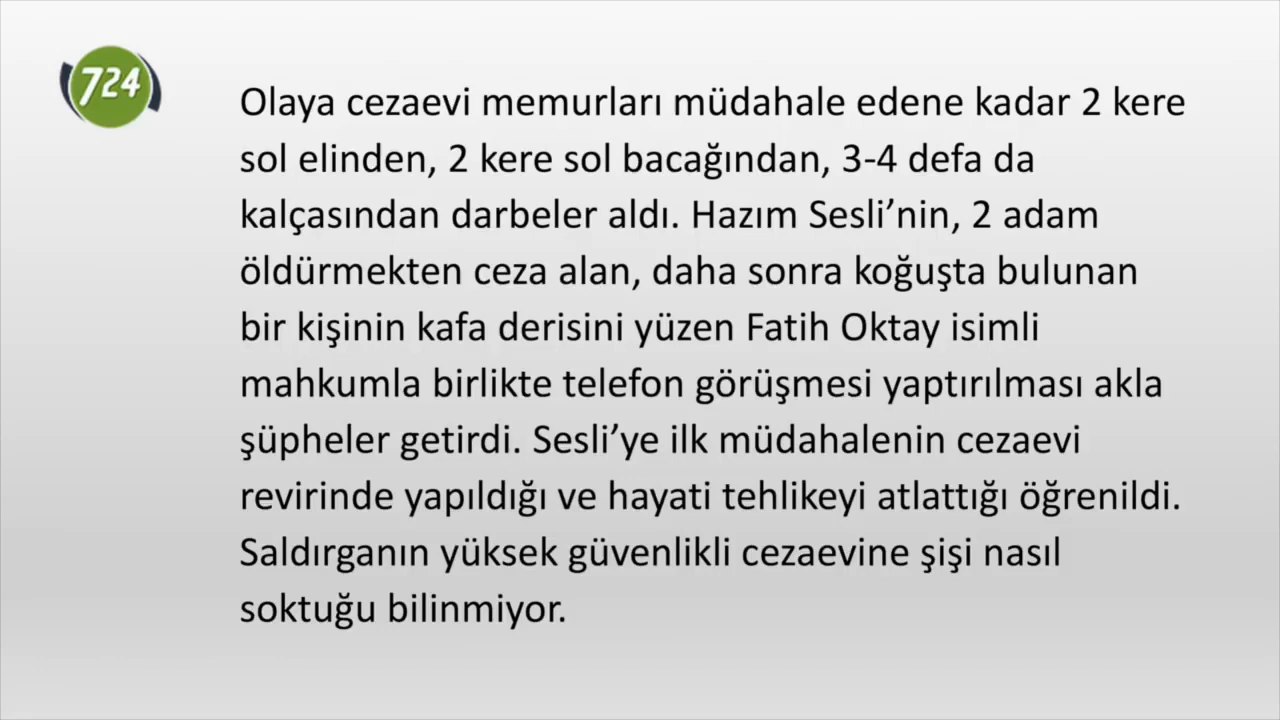 724
Olaya cezaevi memurları müdahale edene kadar 2 kere
sol elinden, 2 kere sol bacağından, 3-4 defa da
kalçasından darbeler aldı. Hazım Sesli’nin, 2 adam
öldürmekten ceza alan, daha sonra koğuşta bulunan
bir kişinin kafa derisini yüzen Fatih Oktay isimli
mahkumla birlikte telefon görüşmesi yaptırılması akla
şüpheler getirdi. Sesli’ye ilk müdahalenin cezaevi
revirinde yapıldığı ve hayati tehlikeyi atlattığı öğrenildi.
Saldırganın yüksek güvenlikli cezaevine şişi nasıl
soktuğu bilinmiyor.